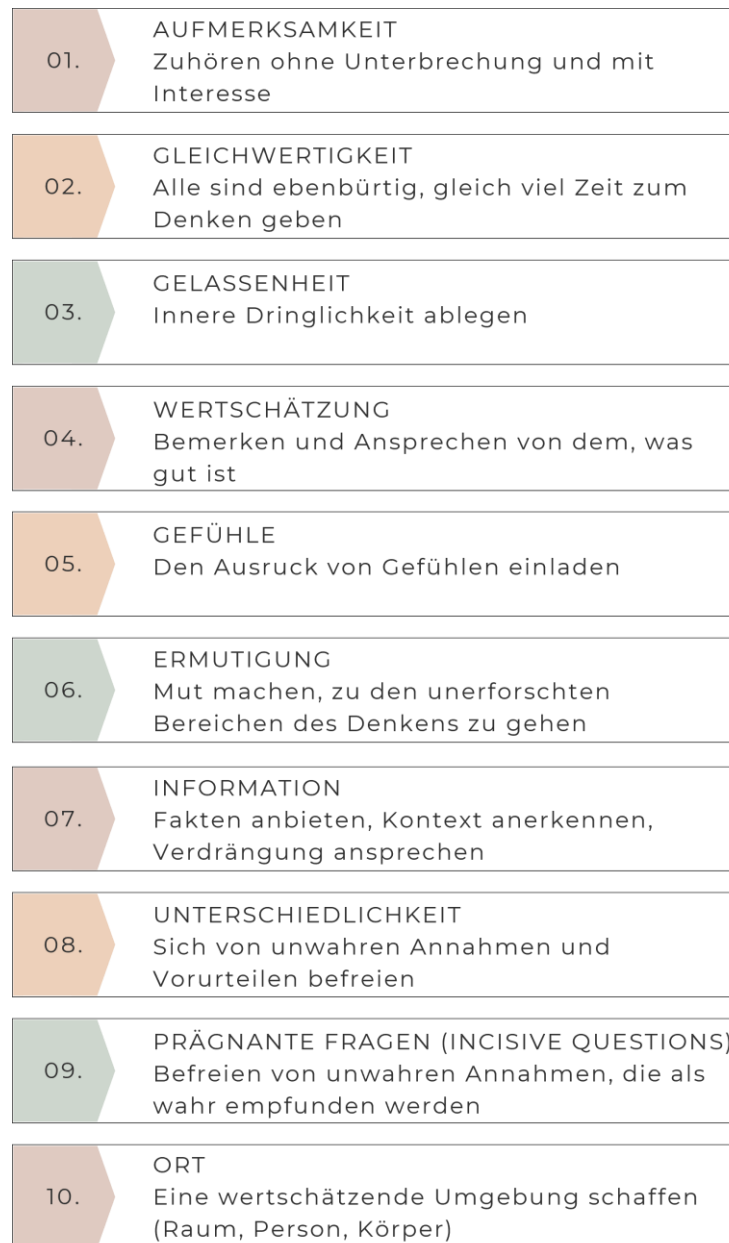 01.
AUFMERKSAMKEIT
Zuhören ohne Unterbrechung und mit
Interesse
02.
GLEICHWERTIGKEIT
Alle sind ebenbürtig, gleich viel Zeit zum
Denken geben
03.
GELASSENHEIT
Innere Dringlichkeit ablegen
04.
WERTSCHÄTZUNG
Bemerken und Ansprechen von dem, was
gut ist
05.
GEFÜHLE
Den Ausruck von Gefühlen einladen
06.
ERMUTIGUNG
Mut machen, zu den unerforschten
Bereichen des Denkens zu gehen
07.
INFORMATION
Fakten anbieten, Kontext anerkennen,
Verdrängung ansprechen
08.
UNTERSCHIEDLICHKEIT
Sich von unwahren Annahmen und
Vorurteilen befreien
09.
PRÄGNANTE FRAGEN (INCISIVE QUESTIONS)
Befreien von unwahren Annahmen, die als
wahr empfunden werden
10.
ORT
Eine wertschätzende Umgebung schaffen
(Raum, Person, Körper)